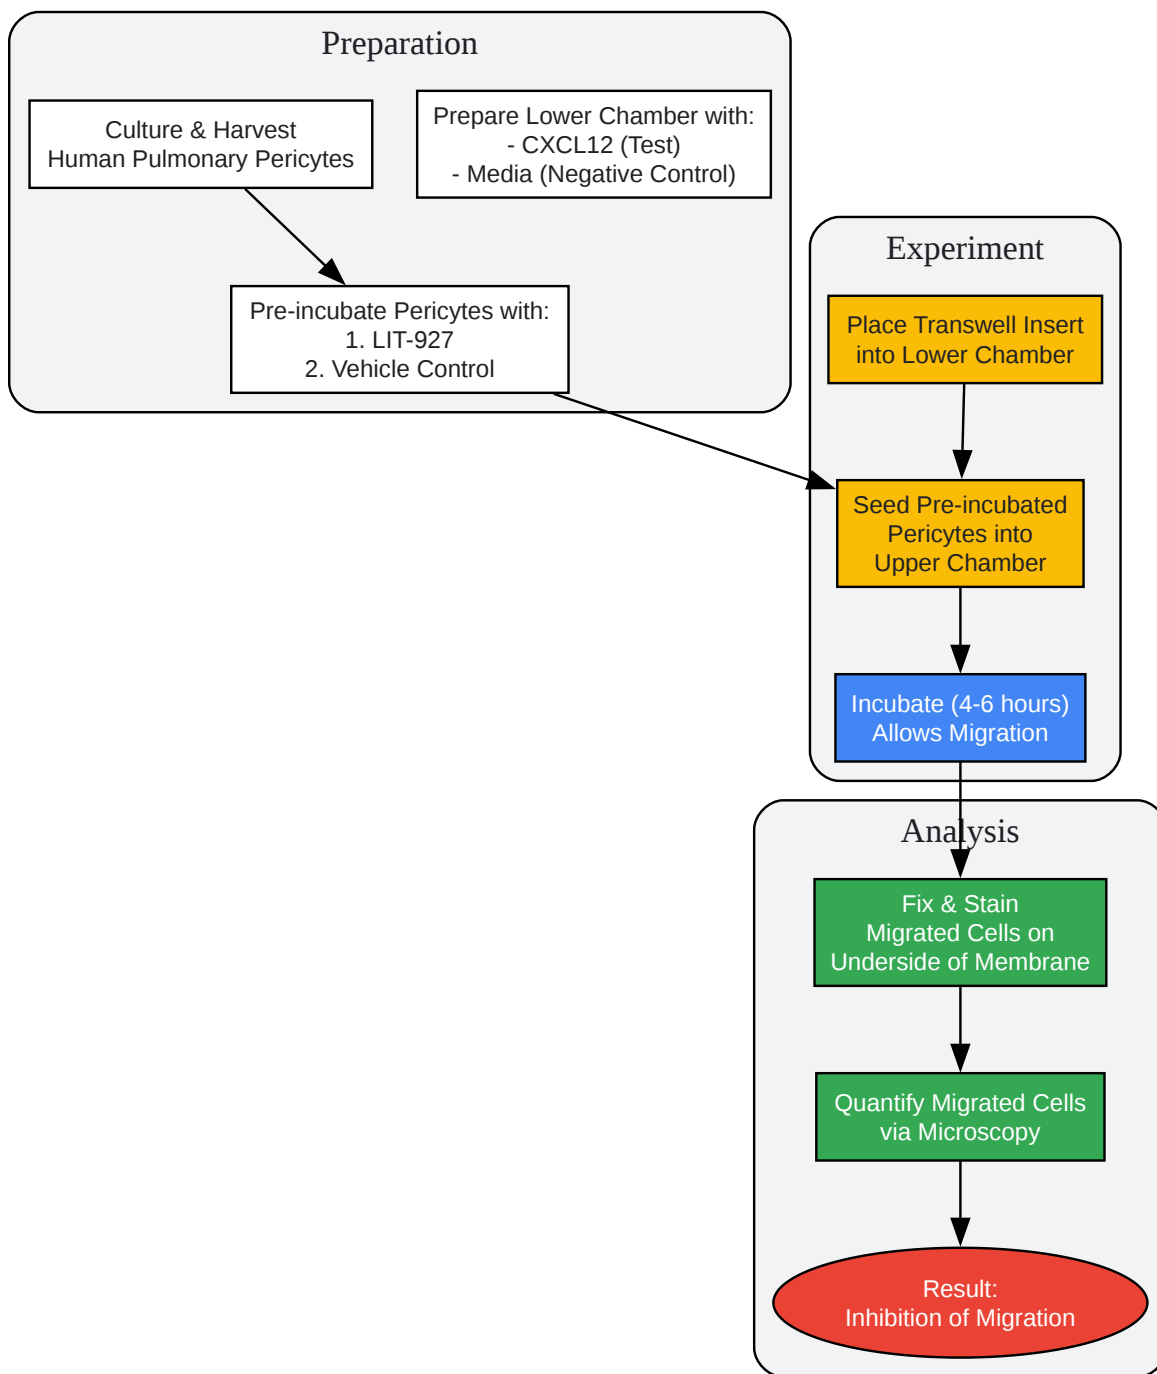 Preparation
Culture & Harvest
Human Pulmonary Pericytes
Prepare Lower Chamber with:
- CXCL12 (Test)
- Media (Negative Control)
Pre-incubate Pericytes with:
1. LIT-927
2. Vehicle Control
Experiment
Place Transwell Insert
into Lower Chamber
Seed Pre-incubated
Pericytes into
Upper Chamber
Incubate (4-6 hours)
Allows Migration
Analysis
Fix & Stain
Migrated Cells on
Underside of Membrane
Quantify Migrated Cells
via Microscopy
Result:
Inhibition of Migration